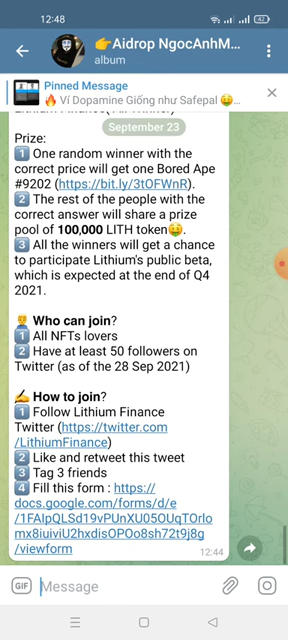 12:48
42
👉Aidrop NgocAnhM...
album
Pinned Message
🔥 Ví Dopamine Giống như Safepal 🤑...
September 23
Prize:
1️⃣ One random winner with the
correct price will get one Bored Ape
#9202 (https://bit.ly/3tOFWnR).
2️⃣ The rest of the people with the
correct answer will share a prize
pool of 100,000 LITH token🤑.
3️⃣ All the winners will get a chance
to participate Lithium's public beta,
which is expected at the end of Q4
2021.
🤴 Who can join?
1️⃣ All NFTs lovers
2️⃣ Have at least 50 followers on
Twitter (as of the 28 Sep 2021)
✍️ How to join?
1️⃣ Follow Lithium Finance
Twitter (https://twitter.com
/LithiumFinance)
2️⃣ Like and retweet this tweet
3️⃣ Tag 3 friends
4️⃣ Fill this form : https://
docs.google.com/forms/d/e
/1FAIpQLSd19vPUnXU05OUqTOrlo
mx8iuiviU2hxdisOPOo8sh72t9j8g
/viewform
12:44
GIF
Message